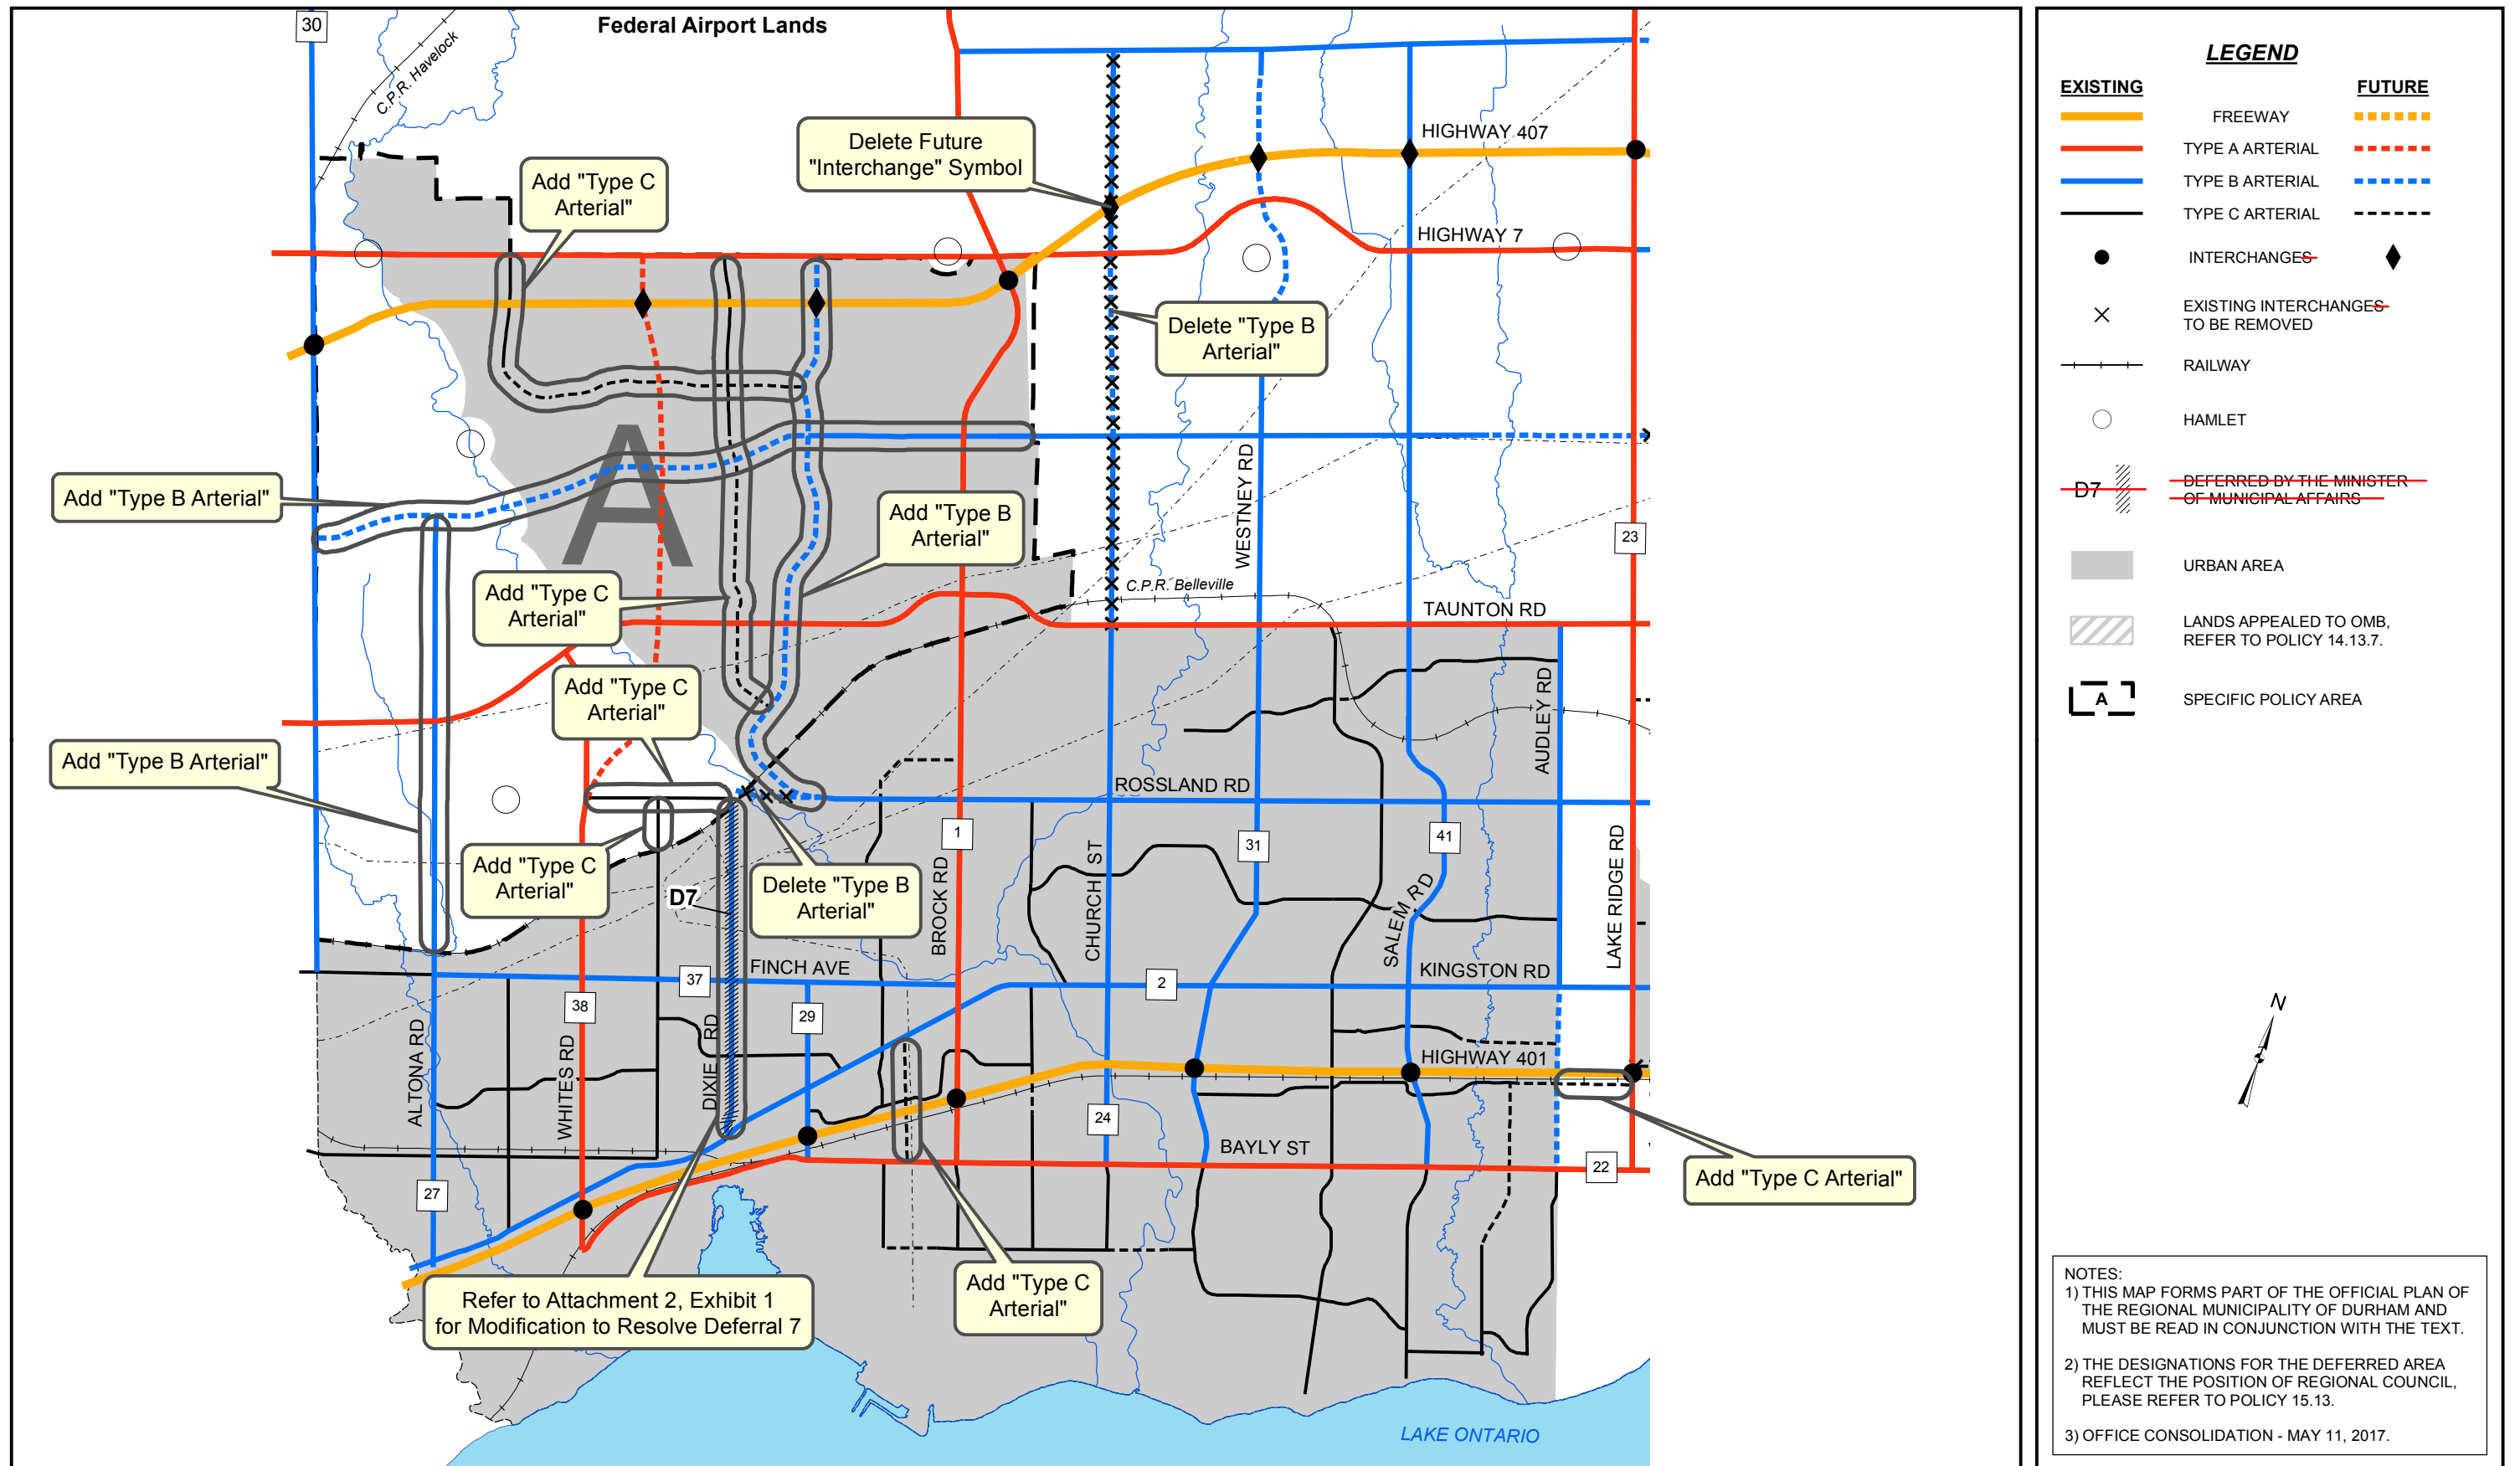 30
Federal Airport Lands
C.P.R. Havelock
Delete Future
"Interchange" Symbol
Add "Type C
Arterial"
HIGHWAY 407
HIGHWAY 7
Delete "Type B
Arterial"
A
Add "Type B Arterial"
Add "Type B
Arterial"
WESTNEY RD
23
C.P.R. Belleville
Add "Type C
Arterial"
TAUNTON RD
Add "Type C
Arterial"
AUDLEY RD
Add "Type B Arterial"
ROSSLAND RD
1
31
41
Add "Type C
Arterial"
D7
Delete "Type B
Arterial"
BROCK RD
CHURCH ST
SALEM RD
LAKE RIDGE RD
FINCH AVE
37
2
KINGSTON RD
38
29
ALTONA RD
WHITES RD
DIXIE RD
HIGHWAY 401
24
BAYLY ST
22
Add "Type C Arterial"
27
Refer to Attachment 2, Exhibit 1
for Modification to Resolve Deferral 7
Add "Type C
Arterial"
LAKE ONTARIO
LEGEND
EXISTING
FUTURE
FREEWAY
TYPE A ARTERIAL
TYPE B ARTERIAL
TYPE C ARTERIAL
INTERCHANGES
EXISTING INTERCHANGES
TO BE REMOVED
RAILWAY
HAMLET
D7
DEFERRED BY THE MINISTER
OF MUNICIPAL AFFAIRS
URBAN AREA
LANDS APPEALED TO OMB,
REFER TO POLICY 14.13.7.
A
SPECIFIC POLICY AREA
N
NOTES:
1) THIS MAP FORMS PART OF THE OFFICIAL PLAN OF
THE REGIONAL MUNICIPALITY OF DURHAM AND
MUST BE READ IN CONJUNCTION WITH THE TEXT.
2) THE DESIGNATIONS FOR THE DEFERRED AREA
REFLECT THE POSITION OF REGIONAL COUNCIL,
PLEASE REFER TO POLICY 15.13.
3) OFFICE CONSOLIDATION - MAY 11, 2017.